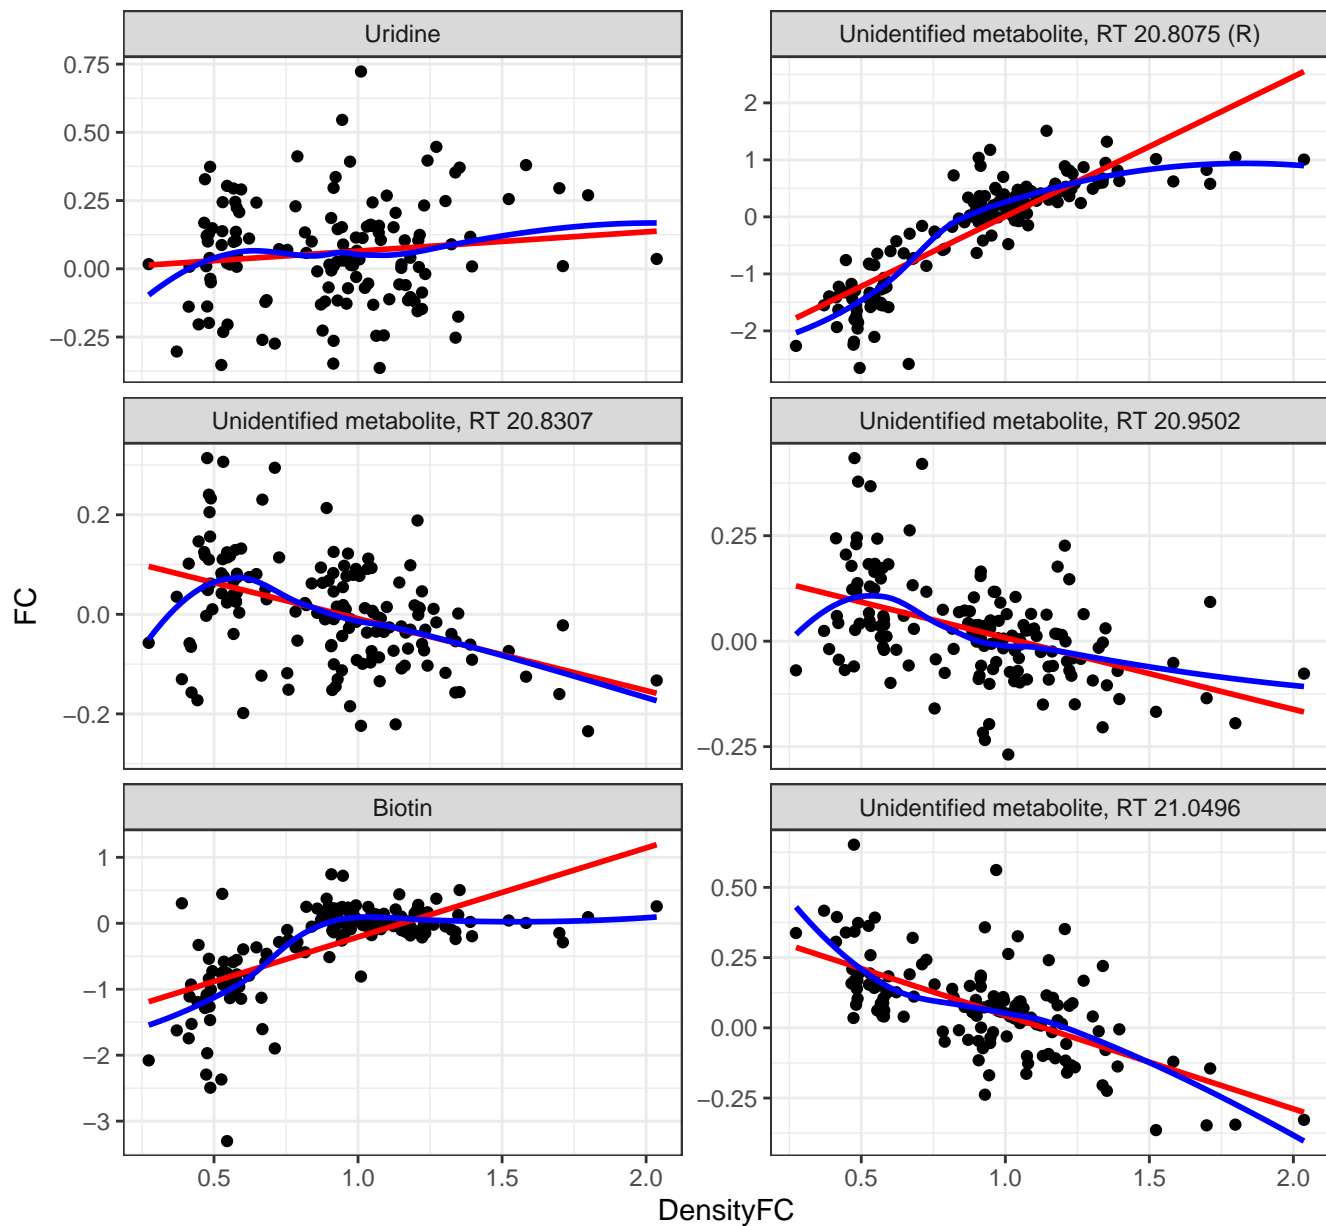 Uridine
Unidentified metabolite, RT 20.8075 (R)
0.75
0.50
0.25
0.00
−0.25
2
1
0
−1
−2
Unidentified metabolite, RT 20.8307
Unidentified metabolite, RT 20.9502
0.2
0.0
−0.2
0.25
0.00
−0.25
FC
Biotin
Unidentified metabolite, RT 21.0496
1
0
−1
−2
−3
0.50
0.25
0.00
−0.25
0.5 1.0 1.5 2.0
0.5 1.0 1.5 2.0
DensityFC